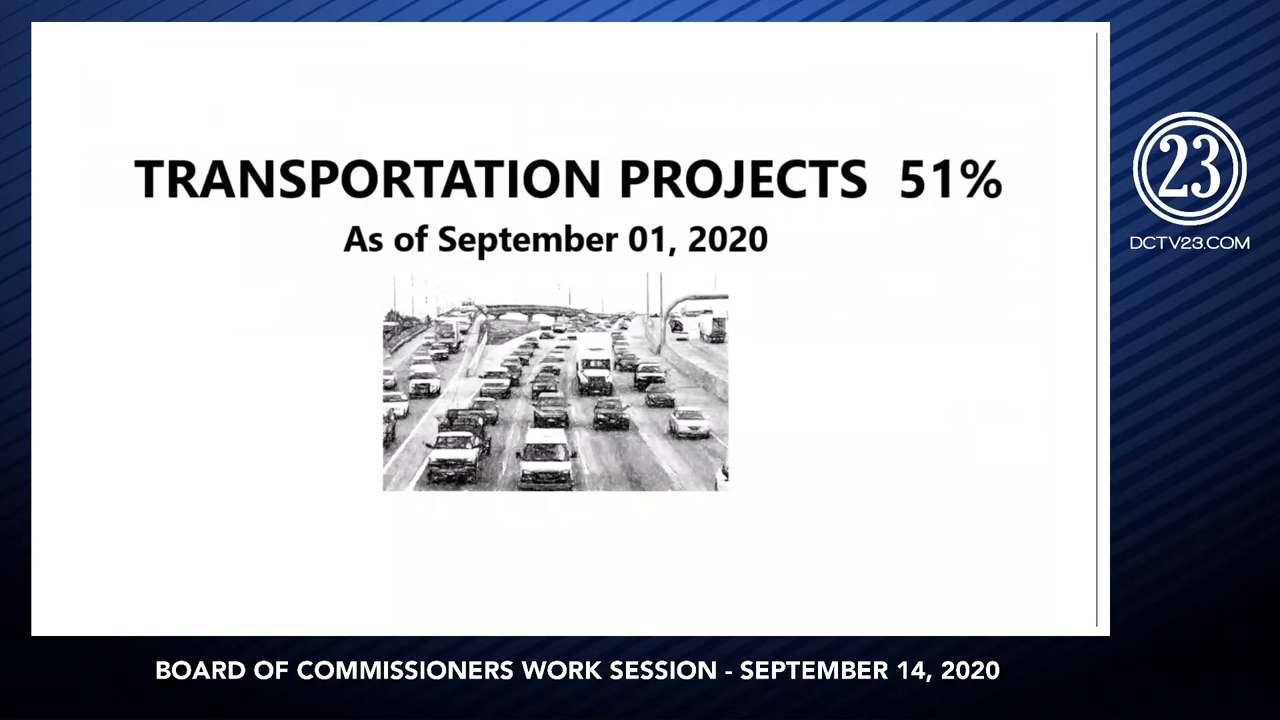 TRANSPORTATION PROJECTS 51%
As of September 01, 2020
23
DCTV23.COM
BOARD OF COMMISSIONERS WORK SESSION - SEPTEMBER 14, 2020